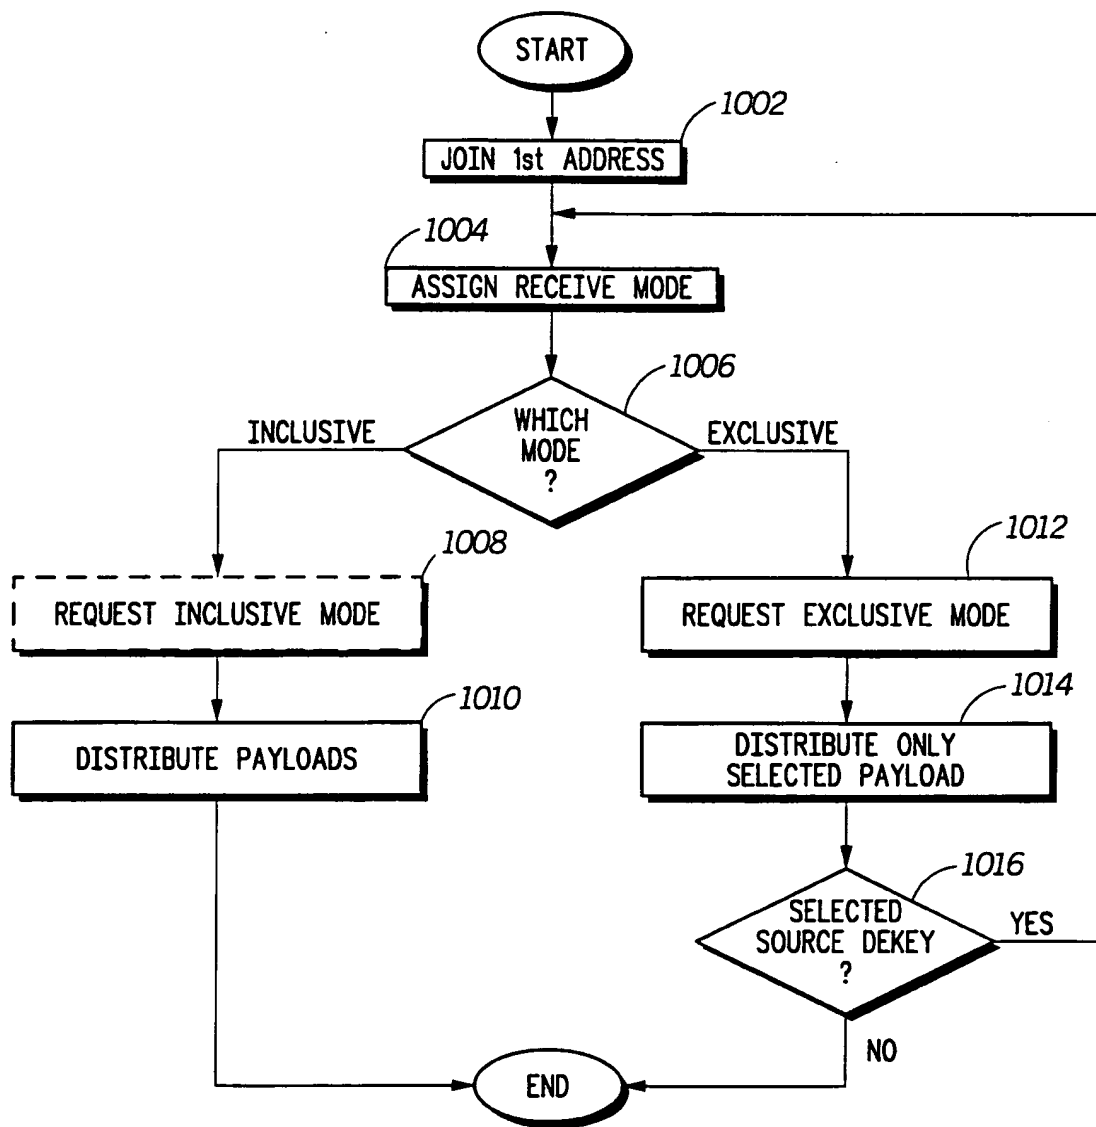 START
1002
JOIN 1st ADDRESS
1004
ASSIGN RECEIVE MODE
1006
WHICH
MODE
?
INCLUSIVE
EXCLUSIVE
1008
REQUEST INCLUSIVE MODE
1012
REQUEST EXCLUSIVE MODE
1010
DISTRIBUTE PAYLOADS
1014
DISTRIBUTE ONLY
SELECTED PAYLOAD
1016
SELECTED
SOURCE DEKEY
?
YES
NO
END